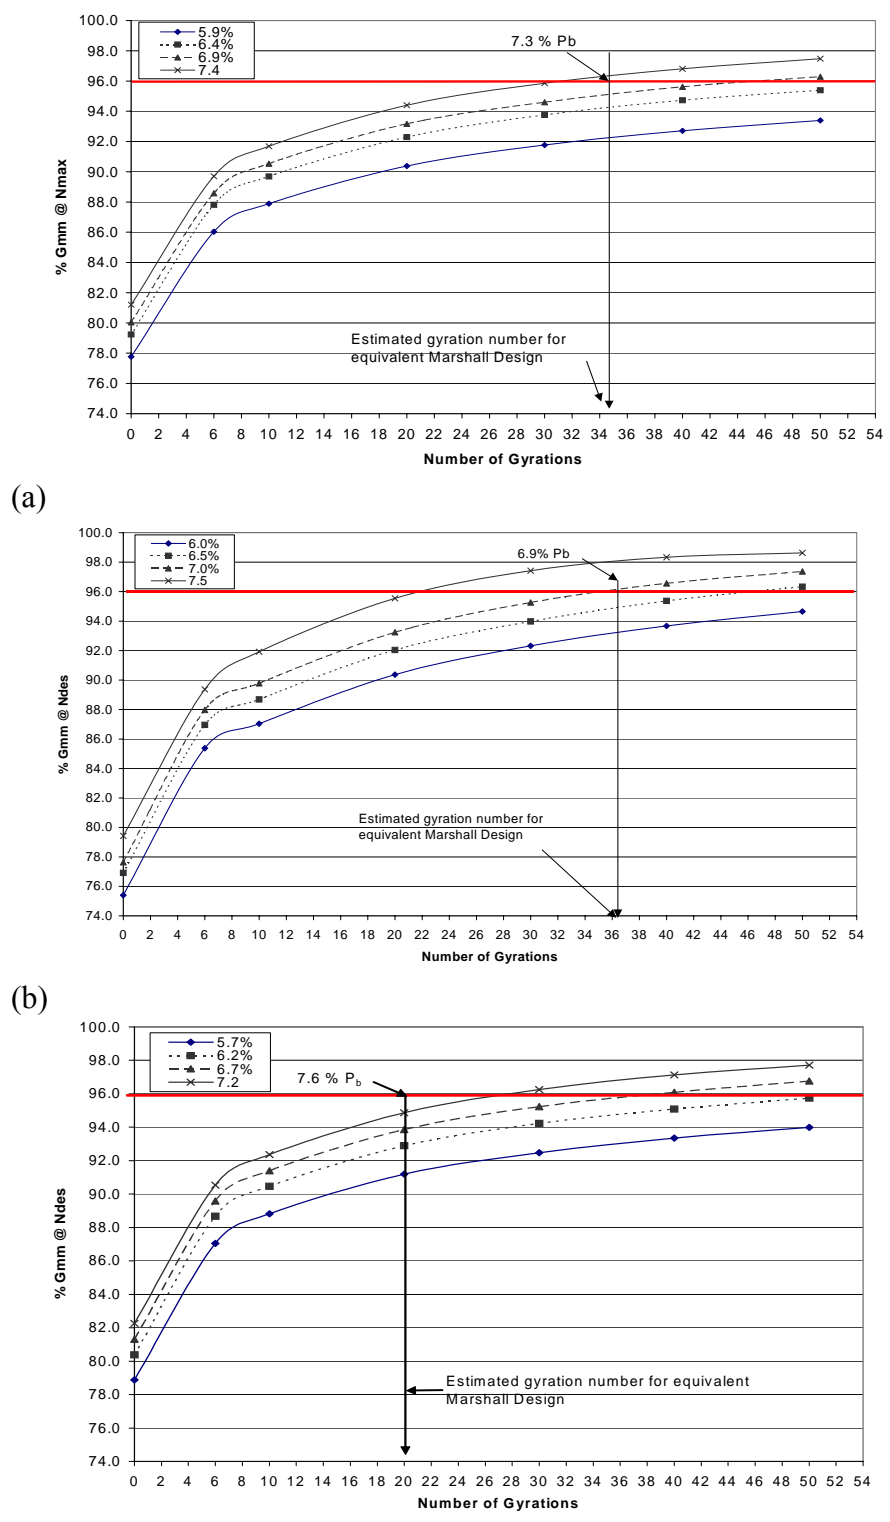 100.0
98.0
96.0
94.0
92.0
90.0
88.0
86.0
84.0
82.0
80.0
78.0
76.0
74.0
% Gmm @ Nmax
5.9%
6.4%
6.9%
7.4
7.3 % Pb
Estimated gyration number for
equivalent Marshall Design
0 2 4 6 8 10 12 14 16 18 20 22 24 26 28 30 32 34 36 38 40 42 44 46 48 50 52 54
Number of Gyrations
(a)
100.0
98.0
96.0
94.0
92.0
90.0
88.0
86.0
84.0
82.0
80.0
78.0
76.0
74.0
% Gmm @ Ndes
6.0%
6.5%
7.0%
7.5
6.9% Pb
Estimated gyration number for
equivalent Marshall Design
0 2 4 6 8 10 12 14 16 18 20 22 24 26 28 30 32 34 36 38 40 42 44 46 48 50 52 54
Number of Gyrations
(b)
100.0
98.0
96.0
94.0
92.0
90.0
88.0
86.0
84.0
82.0
80.0
78.0
76.0
74.0
% Gmm @ Ndes
5.7%
6.2%
6.7%
7.2
7.6 % Pb
Estimated gyration number for equivalent
Marshall Design
0 2 4 6 8 10 12 14 16 18 20 22 24 26 28 30 32 34 36 38 40 42 44 46 48 50 52 54
Number of Gyrations